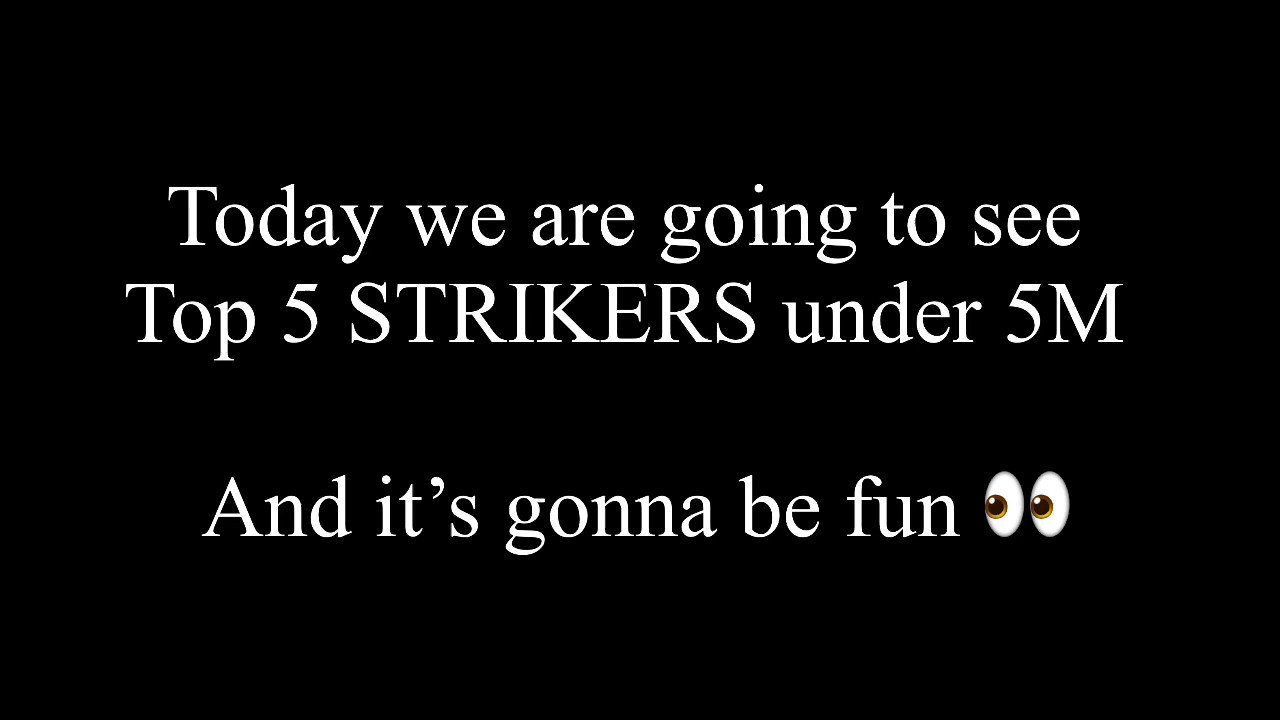 Today we are going to see
Top 5 STRIKERS under 5M
And it’s gonna be fun 👀